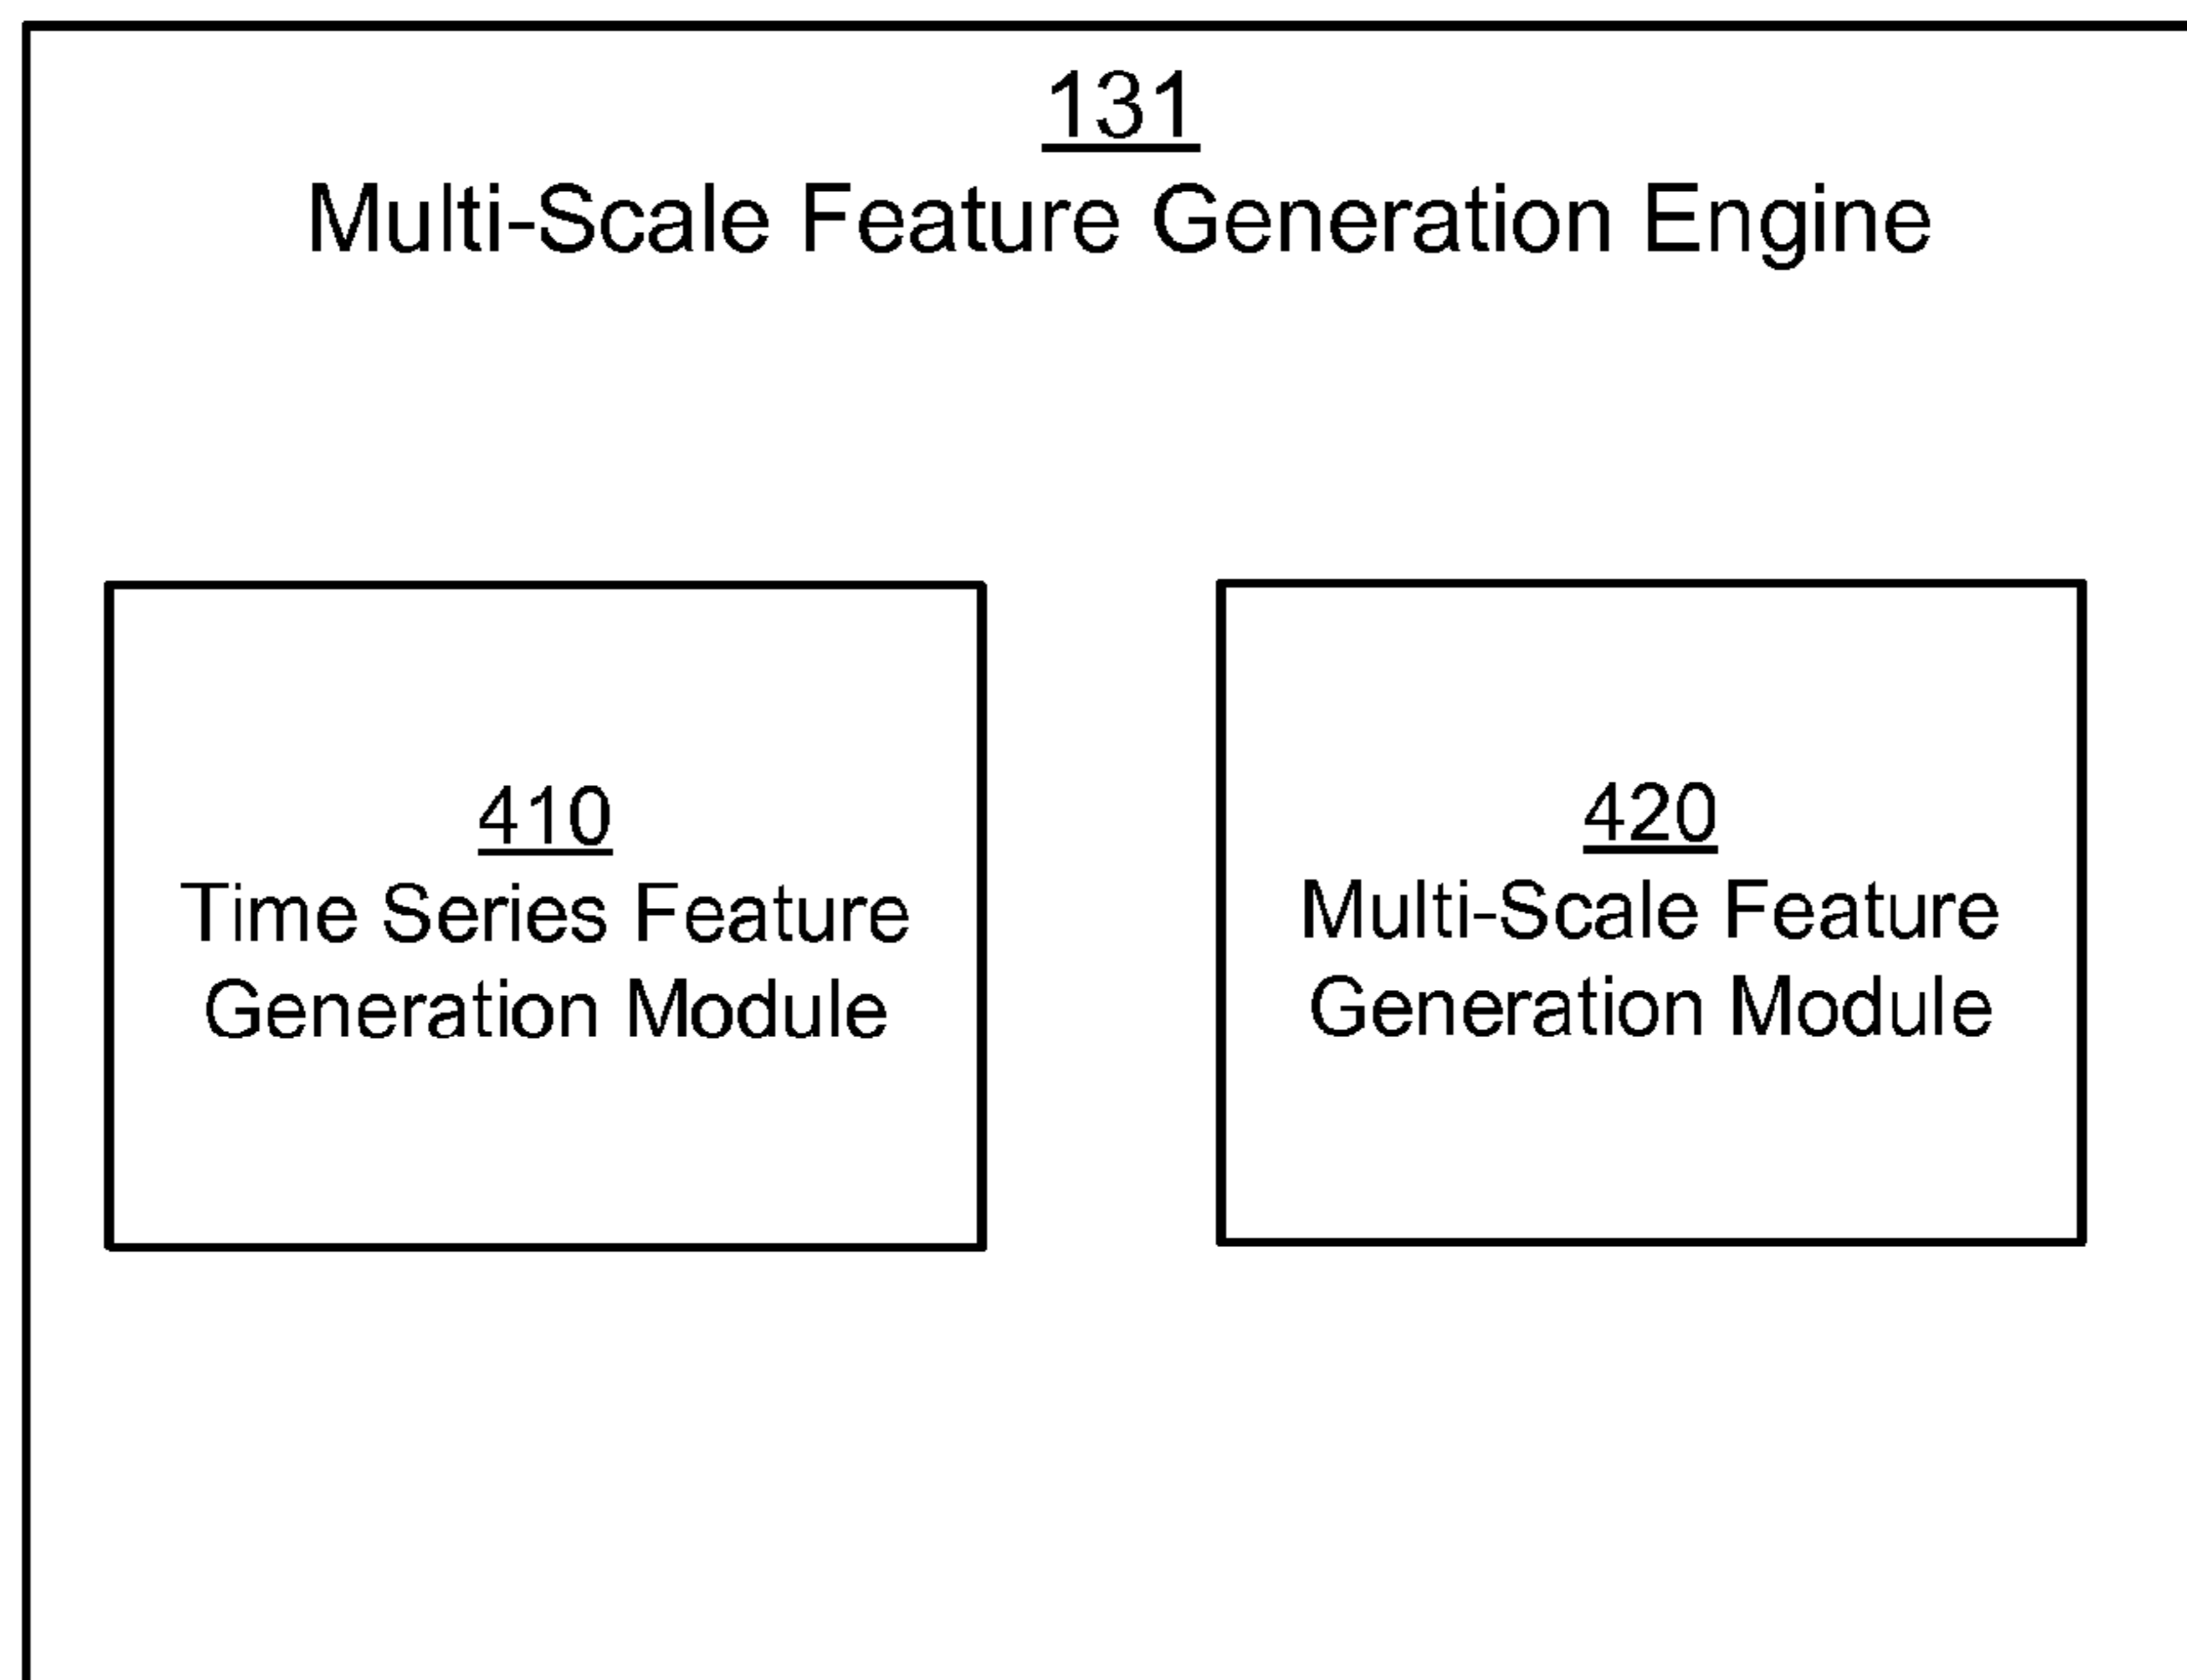 131
Multi-Scale Feature Generation Engine
410
Time Series Feature
Generation Module
420
Multi-Scale Feature
Generation Module